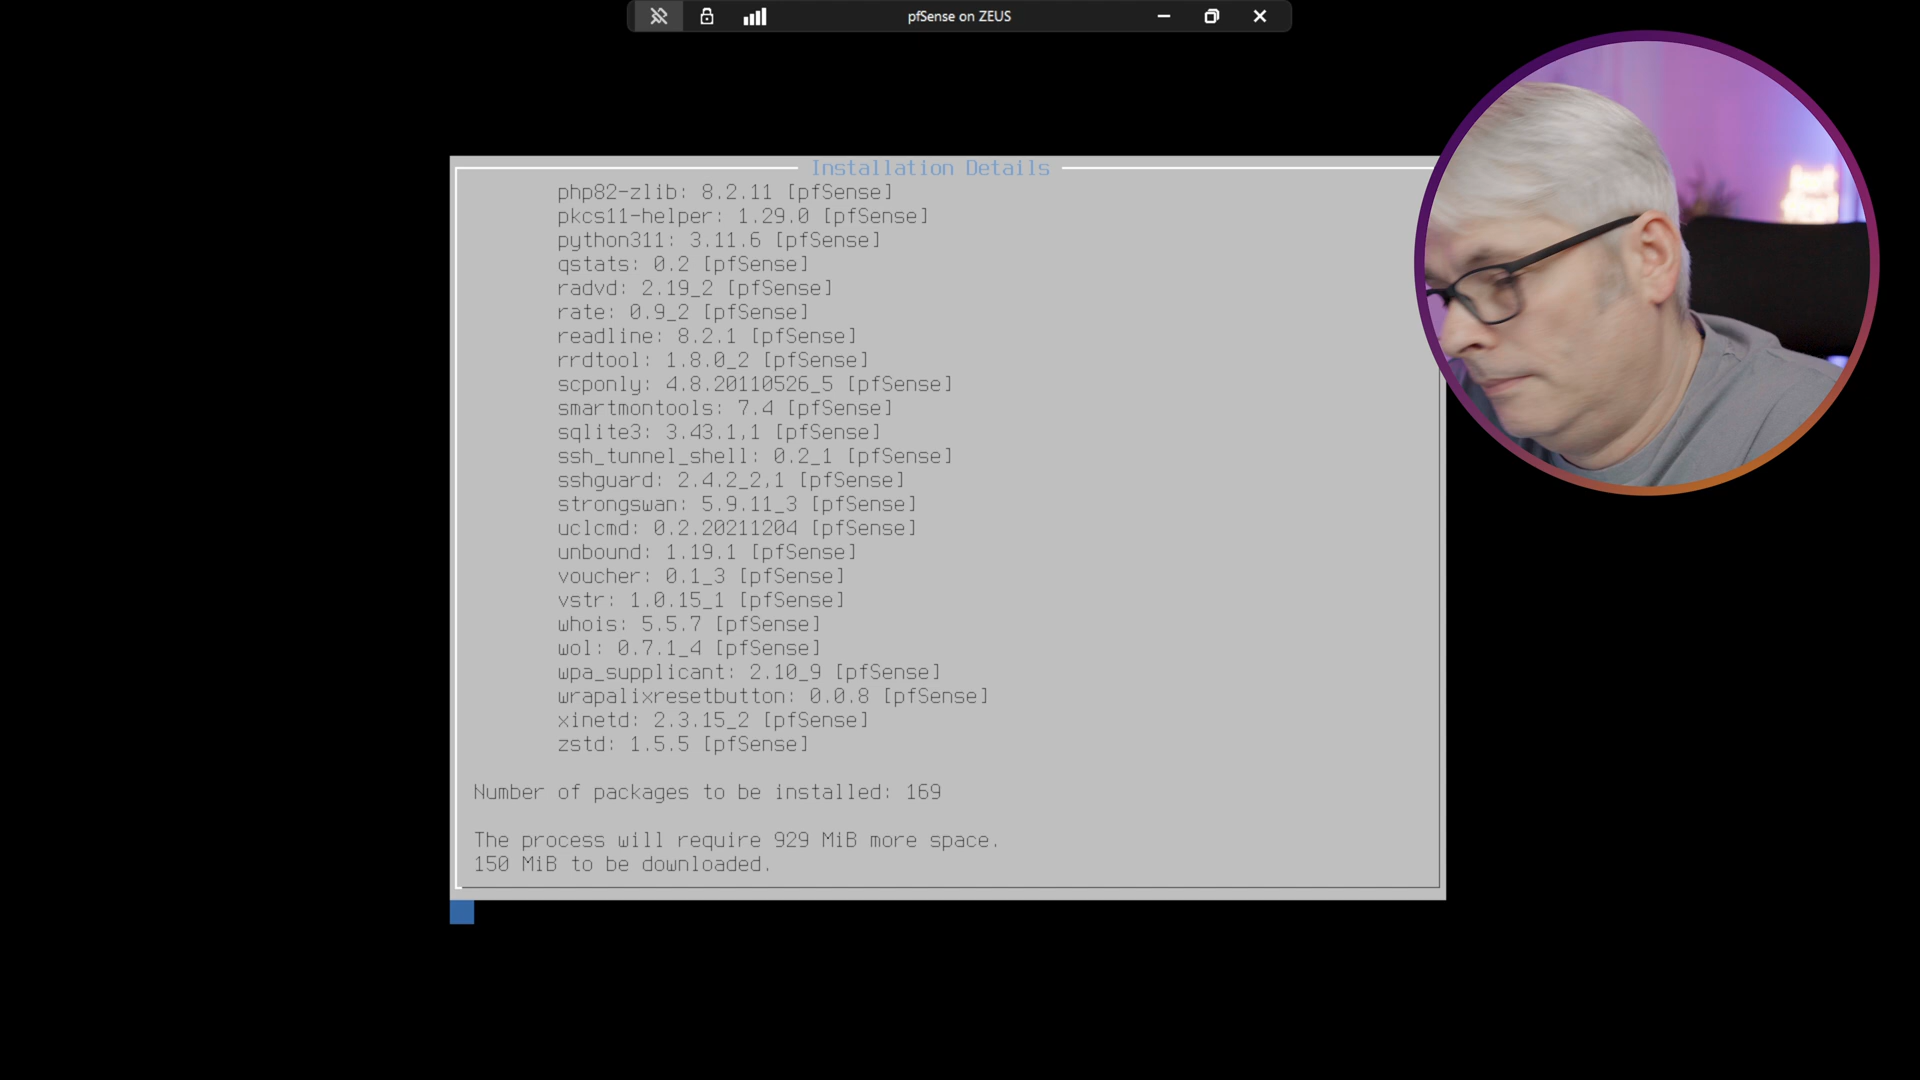 pfSense on ZEUS
Installation Details
php82-zlib: 8.2.11 [pfSense]
pkcs11-helper: 1.29.0 [pfSense]
python311: 3.11.6 [pfSense]
qstats: 0.2 [pfSense]
radvd: 2.19_2 [pfSense]
rate: 0.9_2 [pfSense]
readline: 8.2.1 [pfSense]
rrdtool: 1.8.0_2 [pfSense]
scponly: 4.8.20110526_5 [pfSense]
smartmontools: 7.4 [pfSense]
sqlite3: 3.43.1,1 [pfSense]
ssh_tunnel_shell: 0.2_1 [pfSense]
sshguard: 2.4.2_2,1 [pfSense]
strongswan: 5.9.11_3 [pfSense]
uclcmd: 0.2.20211204 [pfSense]
unbound: 1.19.1 [pfSense]
voucher: 0.1_3 [pfSense]
vstr: 1.0.15_1 [pfSense]
whois: 5.5.7 [pfSense]
wol: 0.7.1_4 [pfSense]
wpa_supplicant: 2.10_9 [pfSense]
wrapalixresetbutton: 0.0.8 [pfSense]
xinetd: 2.3.15_2 [pfSense]
zstd: 1.5.5 [pfSense]
Number of packages to be installed: 169
The process will require 929 MiB more space.
150 MiB to be downloaded.